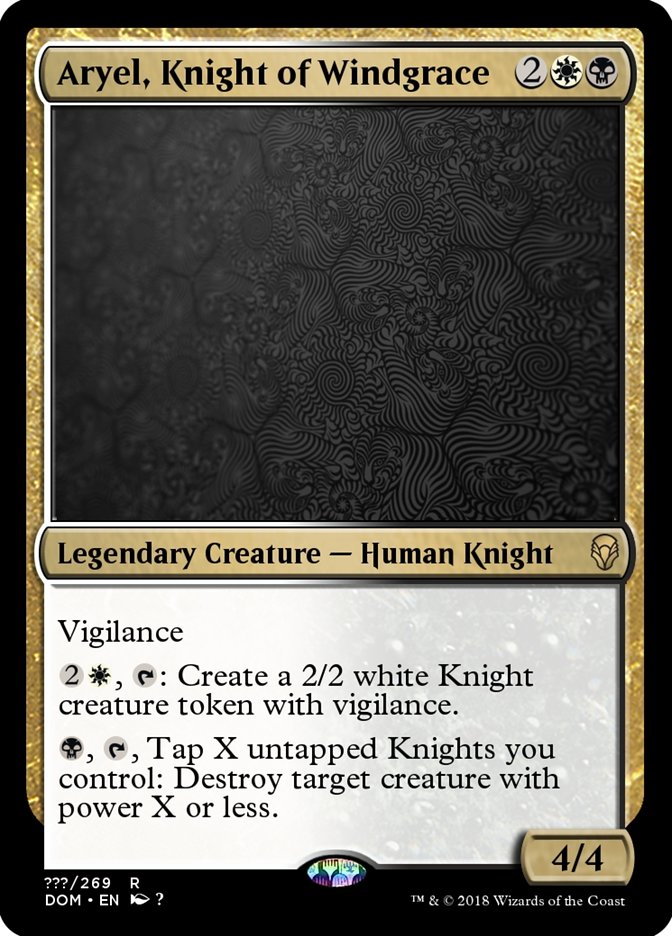 Aryel, Knight of Windgrace 2
Legendary Creature — Human Knight
Vigilance
2 , : Create a 2/2 white Knight
creature token with vigilance.
, , Tap X untapped Knights you
control: Destroy target creature with
power X or less.
4/4
???/269 R
DOM • EN ?
™ & © 2018 Wizards of the Coast